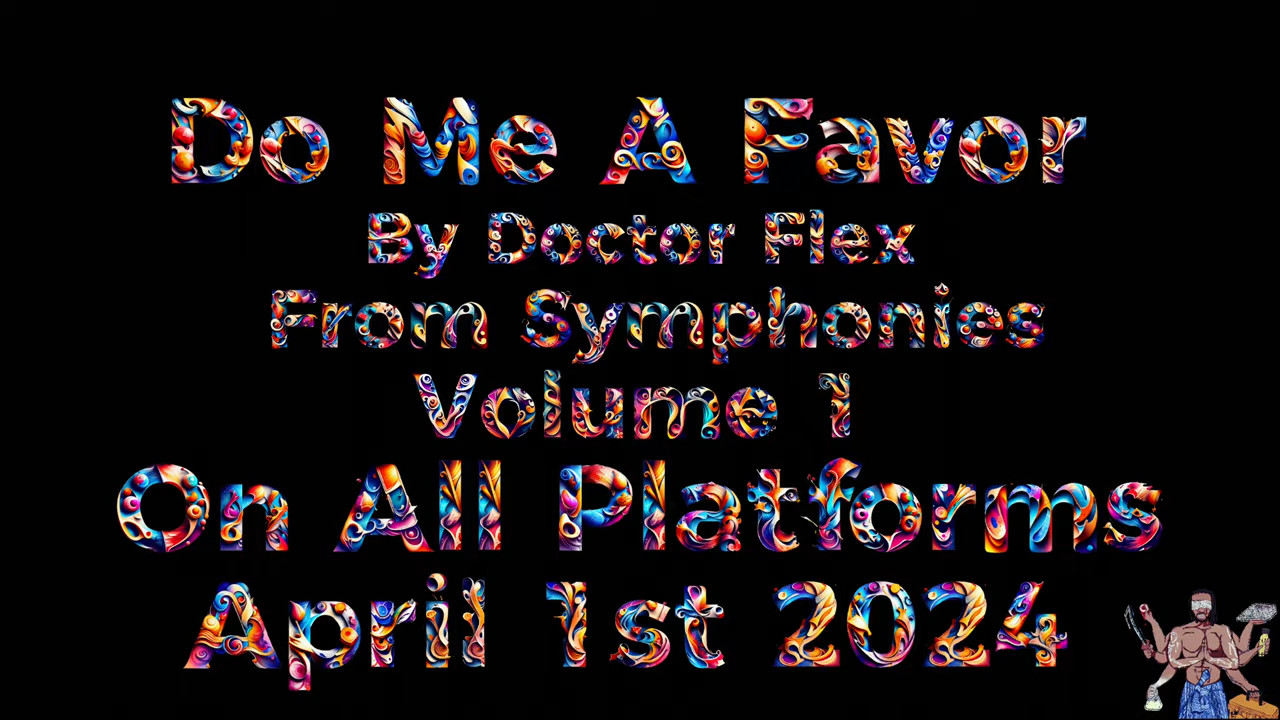 Do Me A Favor
By Doctor Flex
From Symphonies
Volume 1
On All Platforms
April 1st 2024